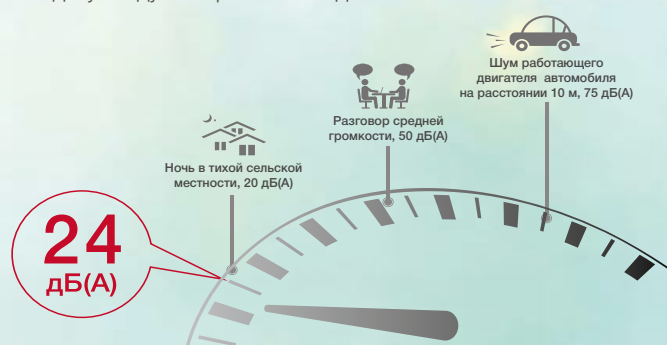 Шум работающего
двигателя автомобиля
на расстоянии 10 м, 75 дБ(А)
Разговор средней
громкости, 50 дБ(А)
Ночь в тихой сельской
местности, 20 дБ(А)
24
дБ(А)